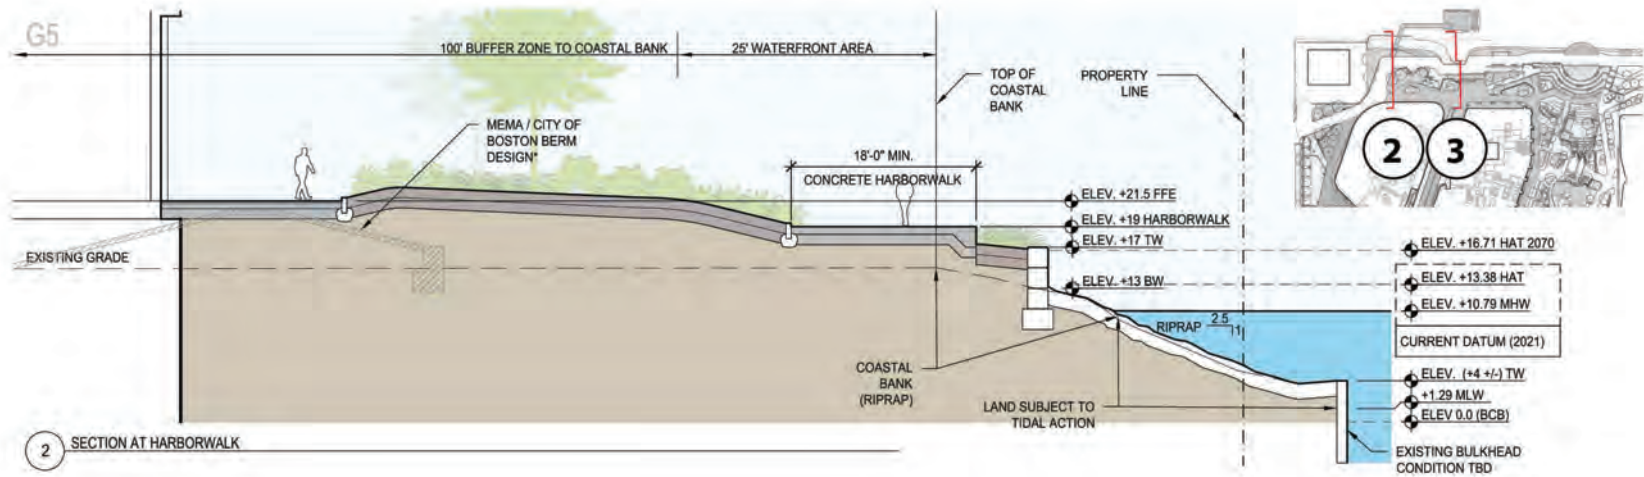 G5
100' BUFFER ZONE TO COASTAL BANK
25' WATERFRONT AREA
TOP OF
COASTAL
BANK
PROPERTY
LINE
MEMA / CITY OF
BOSTON BERM
DESIGN*
18'-0" MIN.
CONCRETE HARBORWALK
2
3
ELEV. +21.5 FFE
ELEV. +19 HARBORWALK
ELEV. +17 TW
ELEV. +13 BW
EXISTING GRADE
ELEV. +16.71 HAT 2070
ELEV. +13.38 HAT
ELEV. +10.79 MHW
CURRENT DATUM (2021)
RIPRAP
2.5
1
COASTAL
BANK
(RIPRAP)
LAND SUBJECT TO
TIDAL ACTION
ELEV. (+4 +/-) TW
+1.29 MLW
ELEV 0.0 (BCB)
EXISTING BULKHEAD
CONDITION TBD
2
SECTION AT HARBORWALK